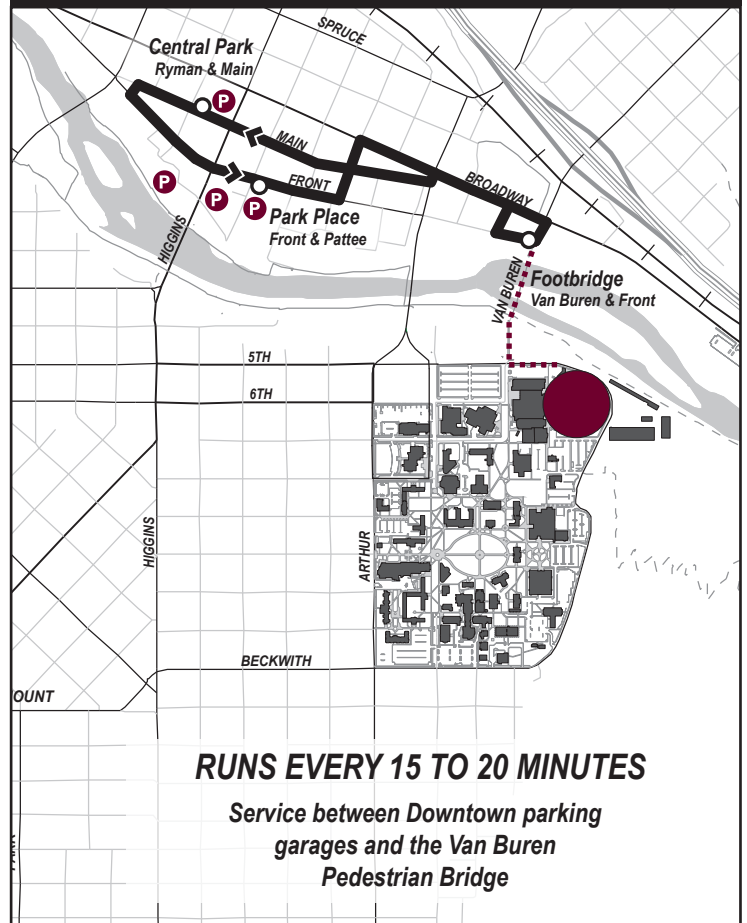 SPRUCE
Central Park
Ryman & Main
P
MAIN
BROADWAY
FRONT
P
P
P
Park Place
Front & Pattee
HIGGINS
VAN BUREN
Footbridge
Van Buren & Front
5TH
6TH
HIGGINS
ARTHUR
BECKWITH
OUNT
RUNS EVERY 15 TO 20 MINUTES
Service between Downtown parking
garages and the Van Buren
Pedestrian Bridge